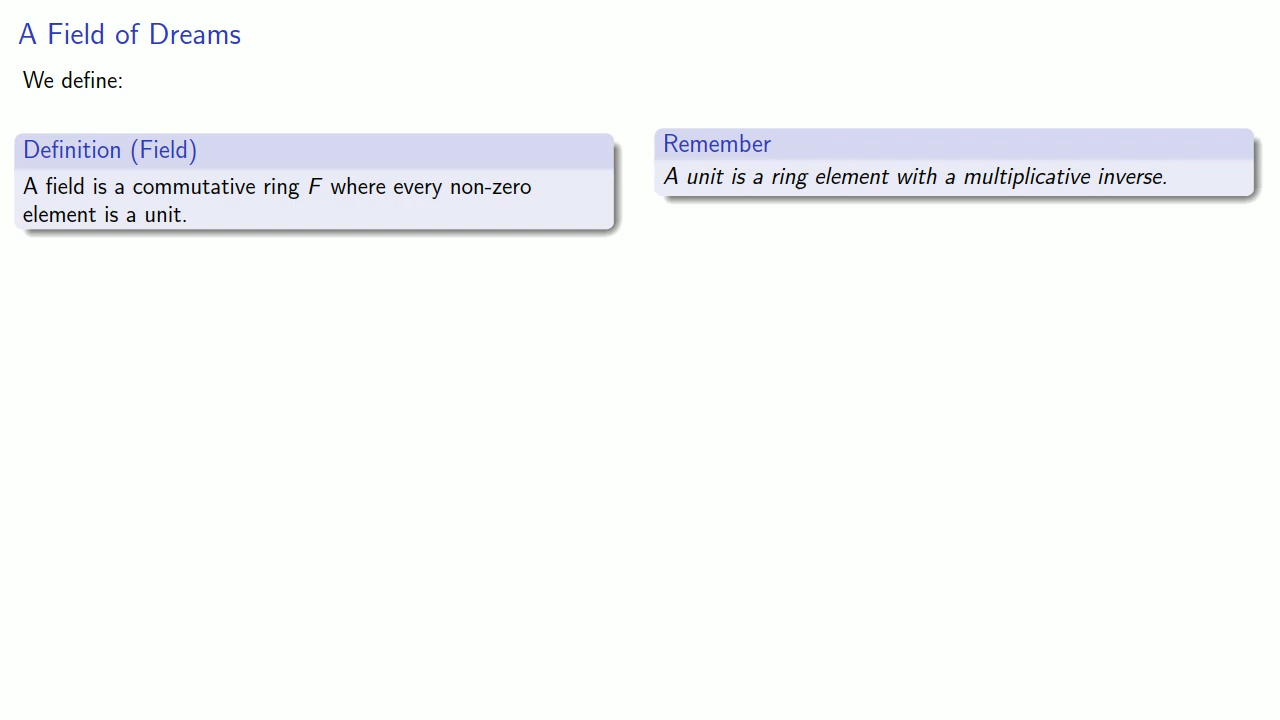 A Field of Dreams
We define:
Definition (Field)
A field is a commutative ring F where every non-zero
element is a unit.
Remember
A unit is a ring element with a multiplicative inverse.